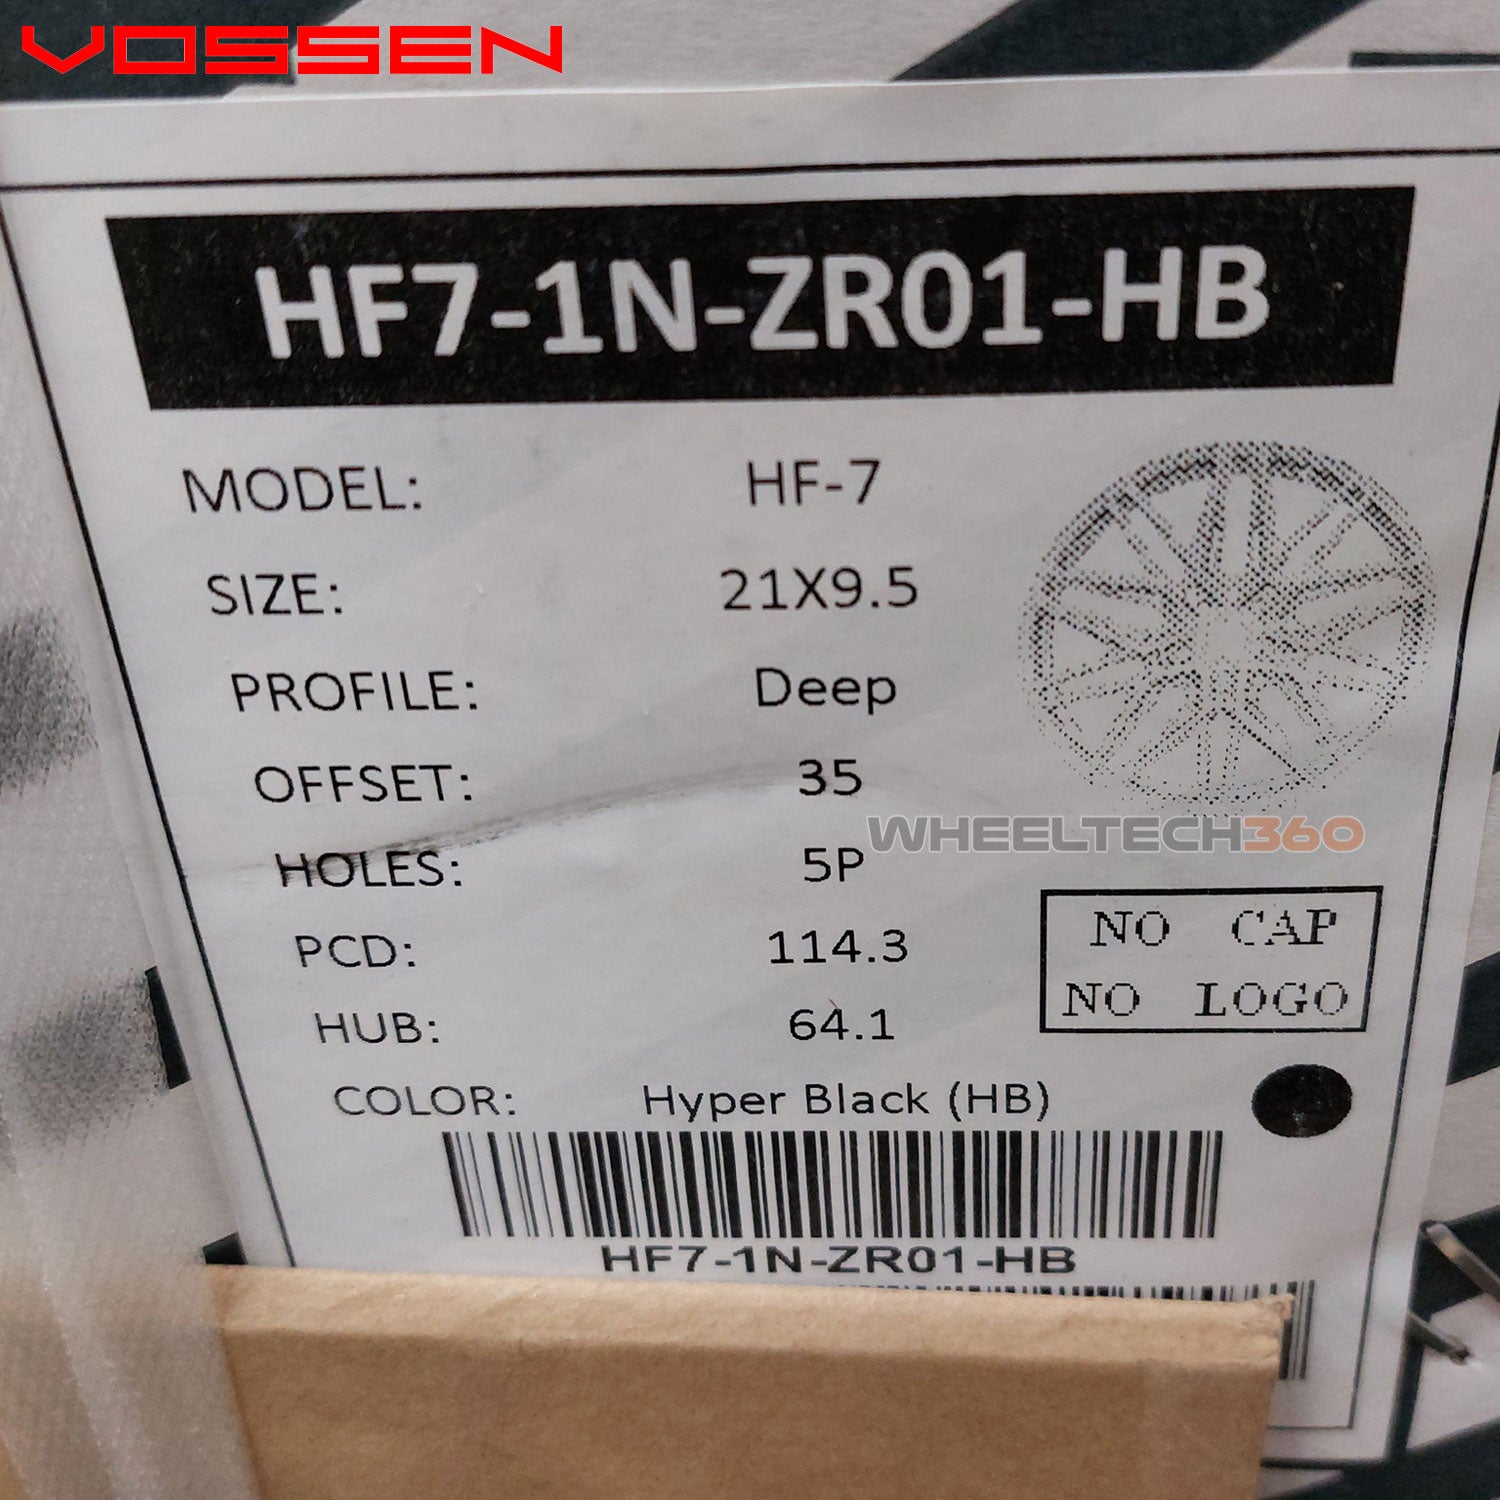 VOSSEN
HF7-1N-ZR01-HB
MODEL: HF-7
SIZE: 21X9.5
PROFILE: Deep
OFFSET: 35
WHEELTECH360
HOLES: 5P
PCD: 114.3
NO CAP
NO LOGO
HUB: 64.1
COLOR: Hyper Black (HB)
HF7-1N-ZR01-HB